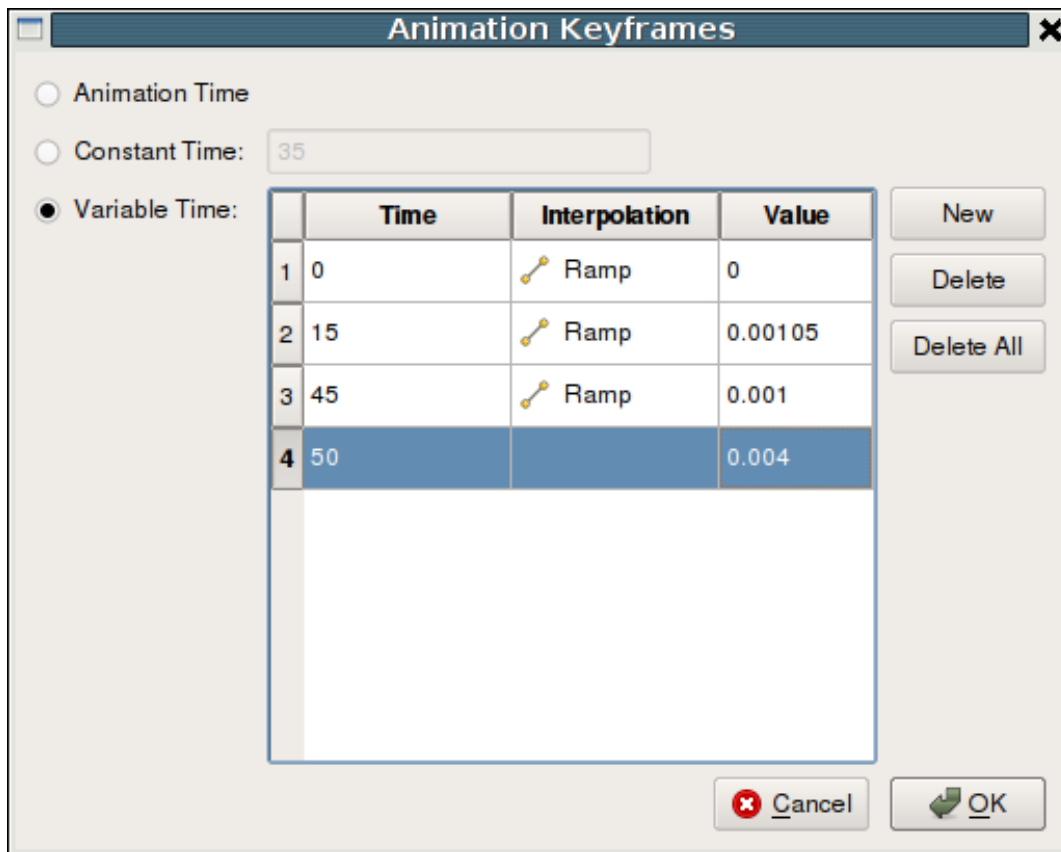 Animation Keyframes
Animation Time
Constant Time: 35
Variable Time:
Time Interpolation Value
1 0 Ramp 0
2 15 Ramp 0.00105
3 45 Ramp 0.001
4 50 0.004
New
Delete
Delete All
Cancel OK